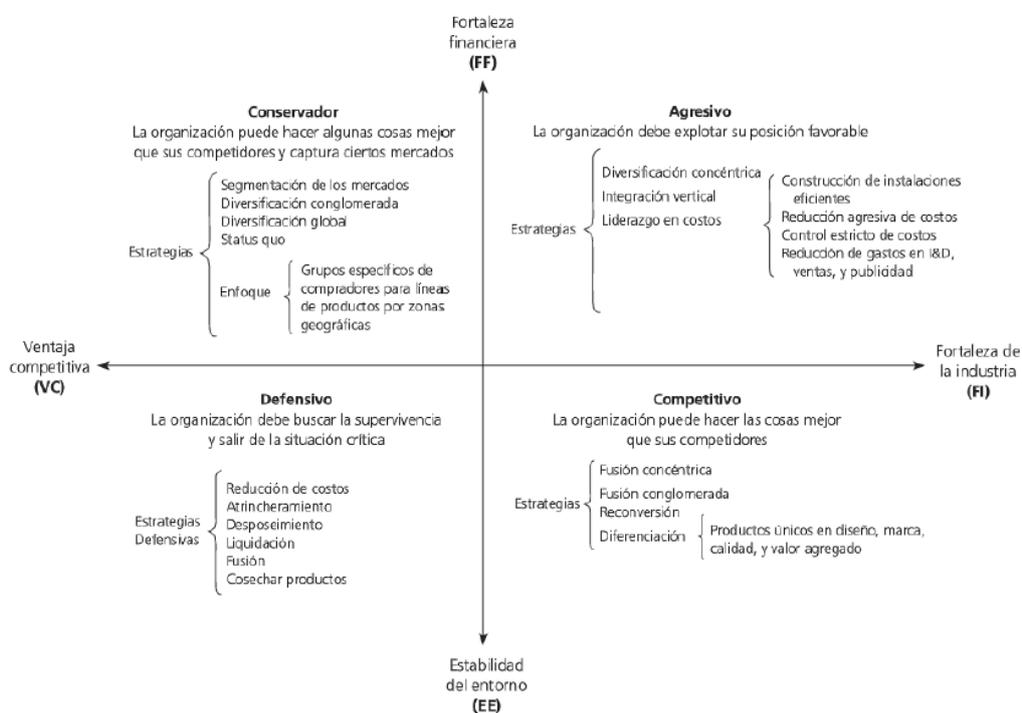 Fortaleza
financiera
(FF)
Conservador
La organización puede hacer algunas cosas mejor
que sus competidores y captura ciertos mercados
Estrategias
Segmentación de los mercados
Diversificación conglomerada
Diversificación global
Status quo
Enfoque
Grupos específicos de
compradores para líneas
de productos por zonas
geográficas
Agresivo
La organización debe explotar su posición favorable
Estrategias
Diversificación concéntrica
Integración vertical
Liderazgo en costos
Construcción de instalaciones
eficientes
Reducción agresiva de costos
Control estricto de costos
Reducción de gastos en I&D,
ventas, y publicidad
Ventaja
competitiva
(VC)
Fortaleza de
la industria
(FI)
Defensivo
La organización debe buscar la supervivencia
y salir de la situación crítica
Estrategias
Defensivas
Reducción de costos
Atrincheramiento
Desposeimiento
Liquidación
Fusión
Cosechar productos
Competitivo
La organización puede hacer las cosas mejor
que sus competidores
Estrategias
Fusión concéntrica
Fusión conglomerada
Reconversión
Diferenciación
Productos únicos en diseño, marca,
calidad, y valor agregado
Estabilidad
del entorno
(EE)